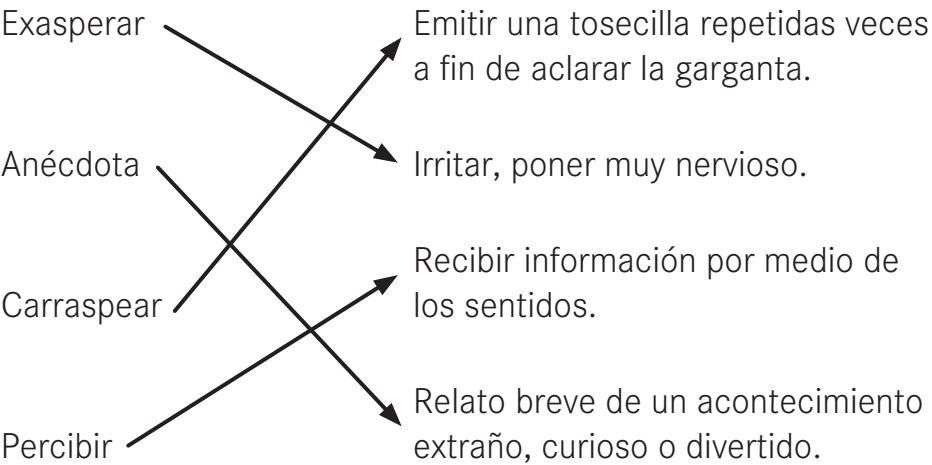 Exasperar
Emitir una tosecilla repetidas veces
a fin de aclarar la garganta.
Anécdota
Irritar, poner muy nervioso.
Carraspear
Recibir información por medio de
los sentidos.
Percibir
Relato breve de un acontecimiento
extraño, curioso o divertido.